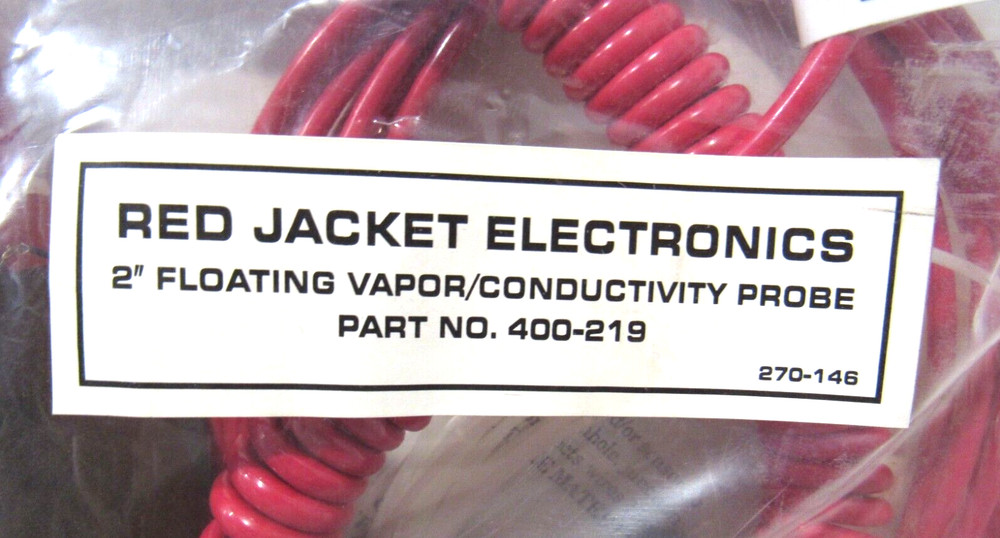 RED JACKET ELECTRONICS
2" FLOATING VAPOR/CONDUCTIVITY PROBE
PART NO. 400-219
270-146